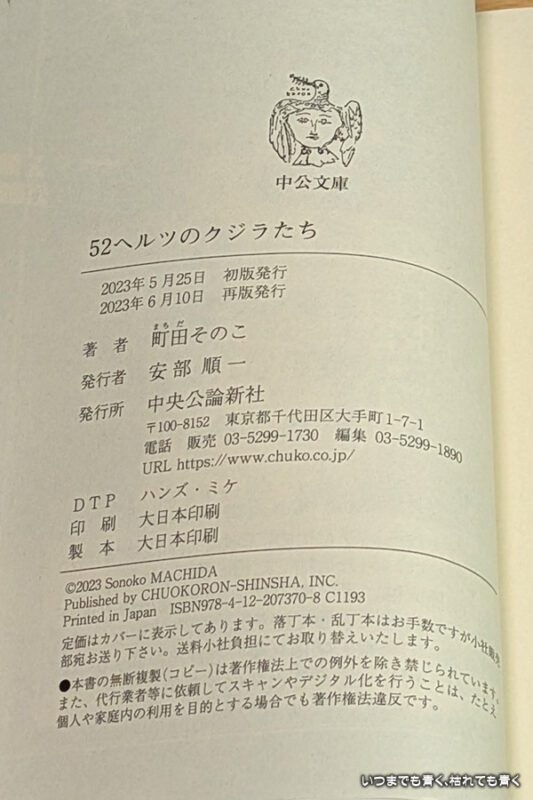 chuo
bunko
中公文庫
52ヘルツのクジラたち
2023年5月25日 初版発行
2023年6月10日 再版発行
著者 町田そのこ
まちだ
発行者 安部順一
発行所 中央公論新社
〒100-8152 東京都千代田区大手町1-7-1
電話 販売 03-5299-1730 編集 03-5299-1890
URL https://www.chuko.co.jp/
DTP ハンズ・ミケ
印刷 大日本印刷
製本 大日本印刷
©2023 Sonoko MACHIDA
Published by CHUOKORON-SHINSHA, INC.
Printed in Japan ISBN978-4-12-207370-8 C1193
定価はカバーに表示してあります。落丁本・乱丁本はお手数ですが小社販売
部宛お送り下さい。送料小社負担にてお取り替えいたします。
●本書の無断複製(コピー)は著作権法上での例外を除き禁じられています。
また、代行業者等に依頼してスキャンやデジタル化を行うことは、たとえ
個人や家庭内の利用を目的とする場合でも著作権法違反です。
いつまでも青く、枯れても青く